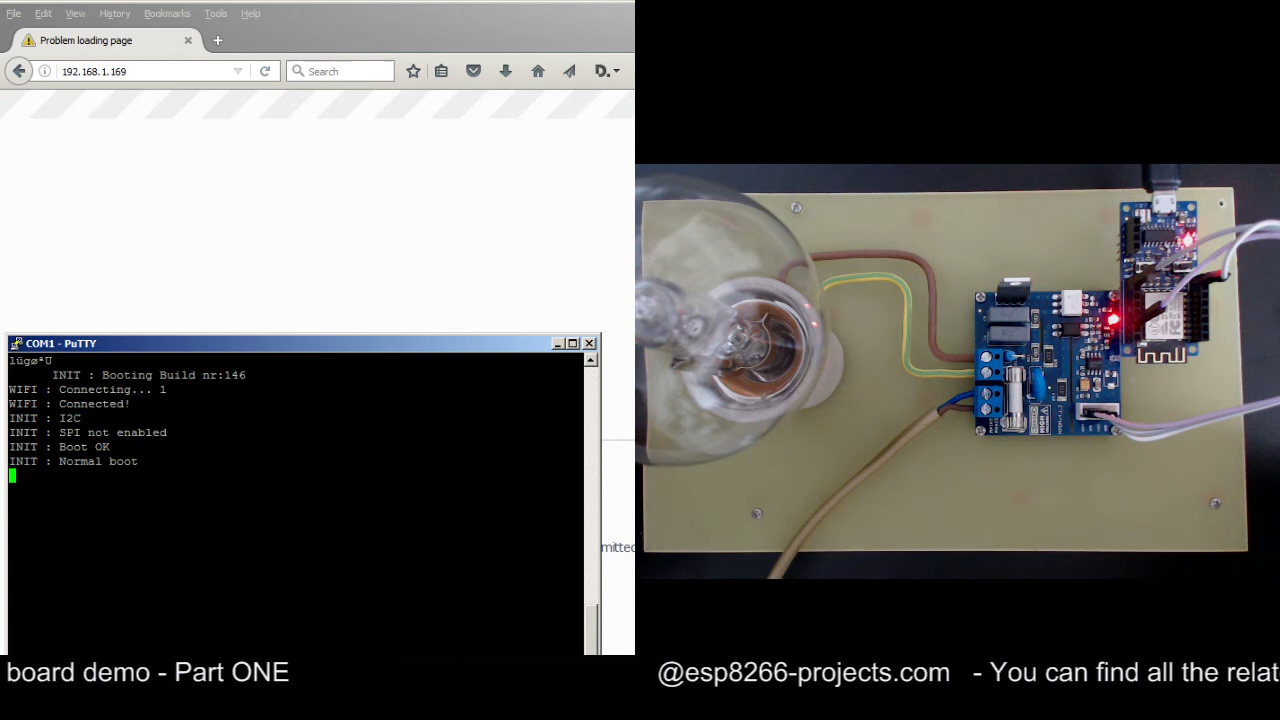 File Edit View History Bookmarks Tools Help
Problem loading page
192.168.1.169
Search
D.
COM1 - PuTTY
lügøªU
INIT : Booting Build nr:146
WIFI : Connecting... 1
WIFI : Connected!
INIT : I2C
INIT : SPI not enabled
INIT : Boot OK
INIT : Normal boot
mitted
HIGH
board demo - Part ONE
@esp8266-projects.com - You can find all the relat